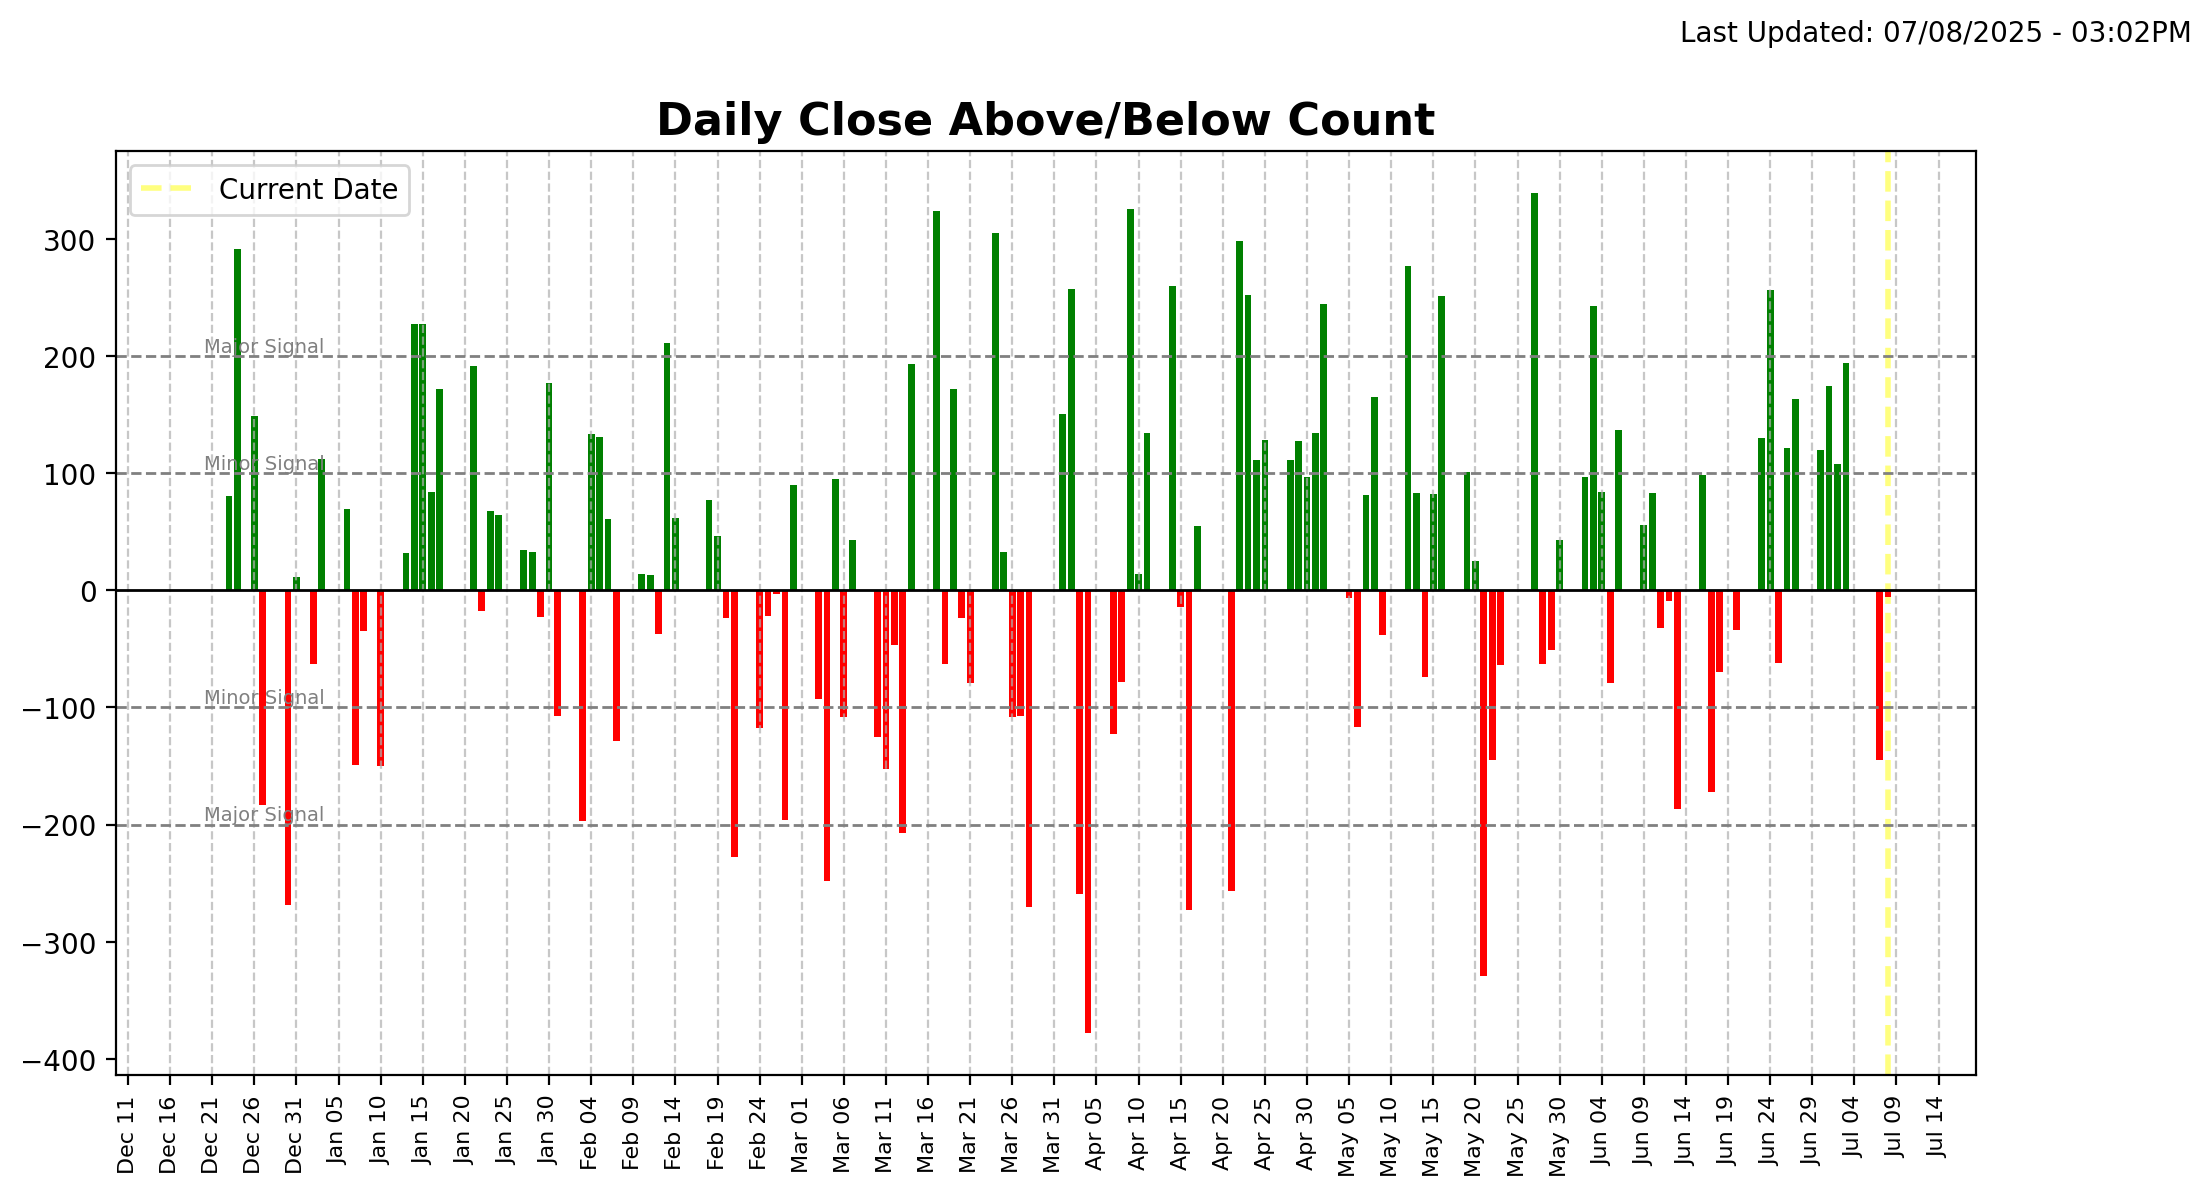 Last Updated: 07/08/2025 - 03:02PM
Daily Close Above/Below Count
Current Date
300
Major Signal
200
Minor Signal
100
0
Minor Signal
−100
Major Signal
−200
−300
−400
Dec 11
Dec 16
Dec 21
Dec 26
Dec 31
Jan 05
Jan 10
Jan 15
Jan 20
Jan 25
Jan 30
Feb 04
Feb 09
Feb 14
Feb 19
Feb 24
Mar 01
Mar 06
Mar 11
Mar 16
Mar 21
Mar 26
Mar 31
Apr 05
Apr 10
Apr 15
Apr 20
Apr 25
Apr 30
May 05
May 10
May 15
May 20
May 25
May 30
Jun 04
Jun 09
Jun 14
Jun 19
Jun 24
Jun 29
Jul 04
Jul 09
Jul 14